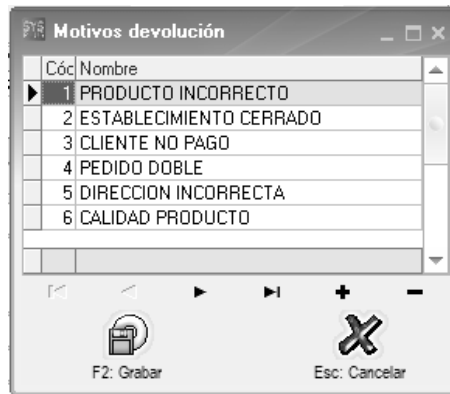 SYS Motivos devolución
Cóc Nombre
1 PRODUCTO INCORRECTO
2 ESTABLECIMIENTO CERRADO
3 CLIENTE NO PAGO
4 PEDIDO DOBLE
5 DIRECCION INCORRECTA
6 CALIDAD PRODUCTO
F2: Grabar
Esc: Cancelar